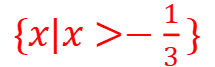 {x|x >− 1/3}